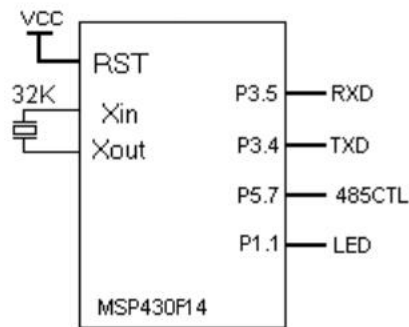 VCC
RST
32K
Xin
Xout
P3.5 RXD
P3.4 TXD
P5.7 485CTL
P1.1 LED
MSP430F14